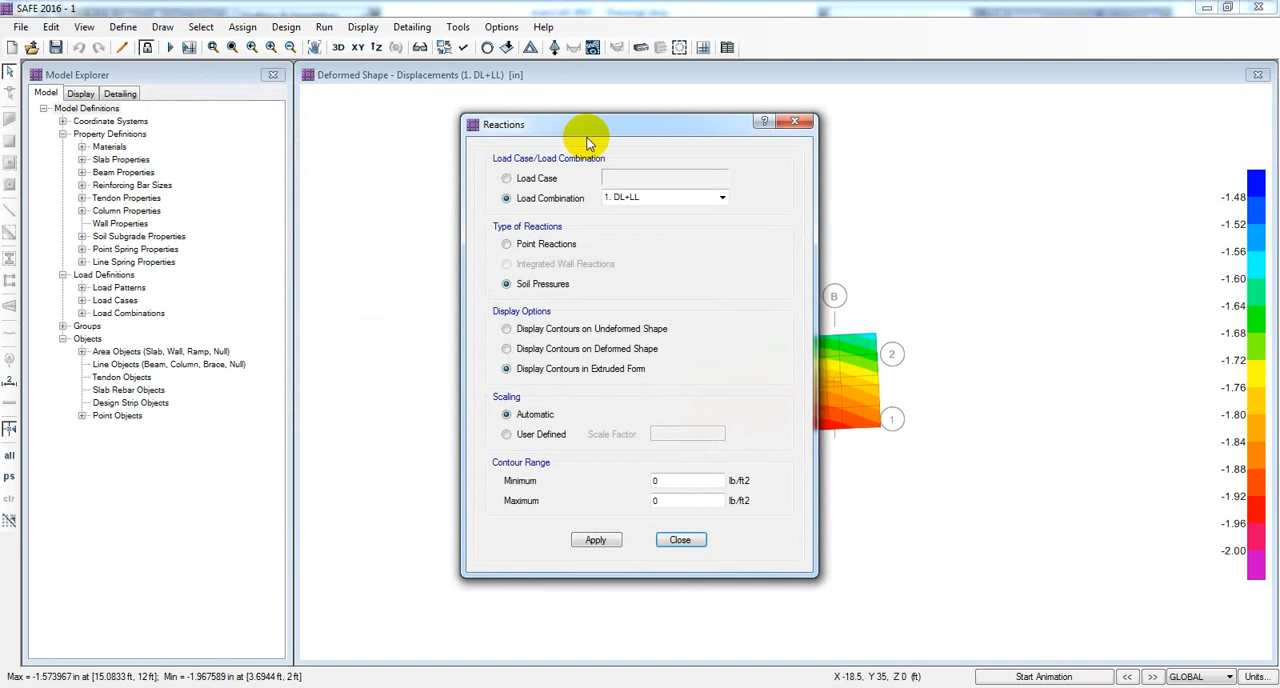 SAFE 2016 - 1
File Edit View Define Draw Select Assign Design Run Display Detailing Tools Options Help
3D XY
Model Explorer
Deformed Shape - Displacements (1. DL+LL) [in]
Model Display Detailing
Model Definitions
Coordinate Systems
Property Definitions
Materials
Slab Properties
Beam Properties
Reinforcing Bar Sizes
Tendon Properties
Column Properties
Wall Properties
Soil Subgrade Properties
Point Spring Properties
Line Spring Properties
Load Definitions
Load Patterns
Load Cases
Load Combinations
Groups
Objects
Area Objects (Slab, Wall, Ramp, Null)
Line Objects (Beam, Column, Brace, Null)
Tendon Objects
Slab Rebar Objects
Design Strip Objects
Point Objects
all
ps
clr
Reactions
Load Case/Load Combination
Load Case
Load Combination 1. DL+LL
Type of Reactions
Point Reactions
Integrated Wall Reactions
Soil Pressures
Display Options
Display Contours on Undeformed Shape
Display Contours on Deformed Shape
Display Contours in Extruded Form
Scaling
Automatic
User Defined Scale Factor
Contour Range
Minimum 0 lb/ft2
Maximum 0 lb/ft2
Apply Close
B
2
1
-1.48
-1.52
-1.56
-1.60
-1.64
-1.68
-1.72
-1.76
-1.80
-1.84
-1.88
-1.92
-1.96
-2.00
Max = -1.573967 in at [15.0833 ft, 12 ft]; Min = -1.967589 in at [3.6944 ft, 2 ft]
X -18.5, Y 35, Z 0 (ft)
Start Animation << >> GLOBAL Units...